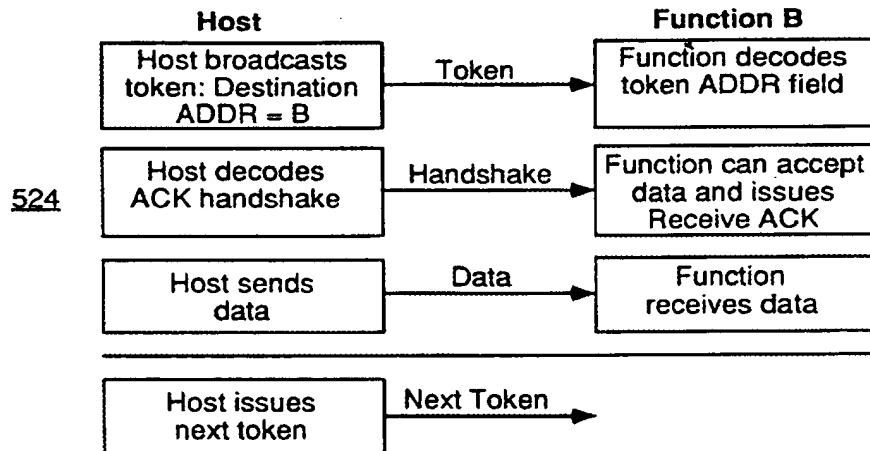 Host
Function B
Host broadcasts
token: Destination
ADDR = B
Token
Function decodes
token ADDR field
524
Host decodes
ACK handshake
Handshake
Function can accept
data and issues
Receive ACK
Host sends
data
Data
Function
receives data
Host issues
next token
Next Token